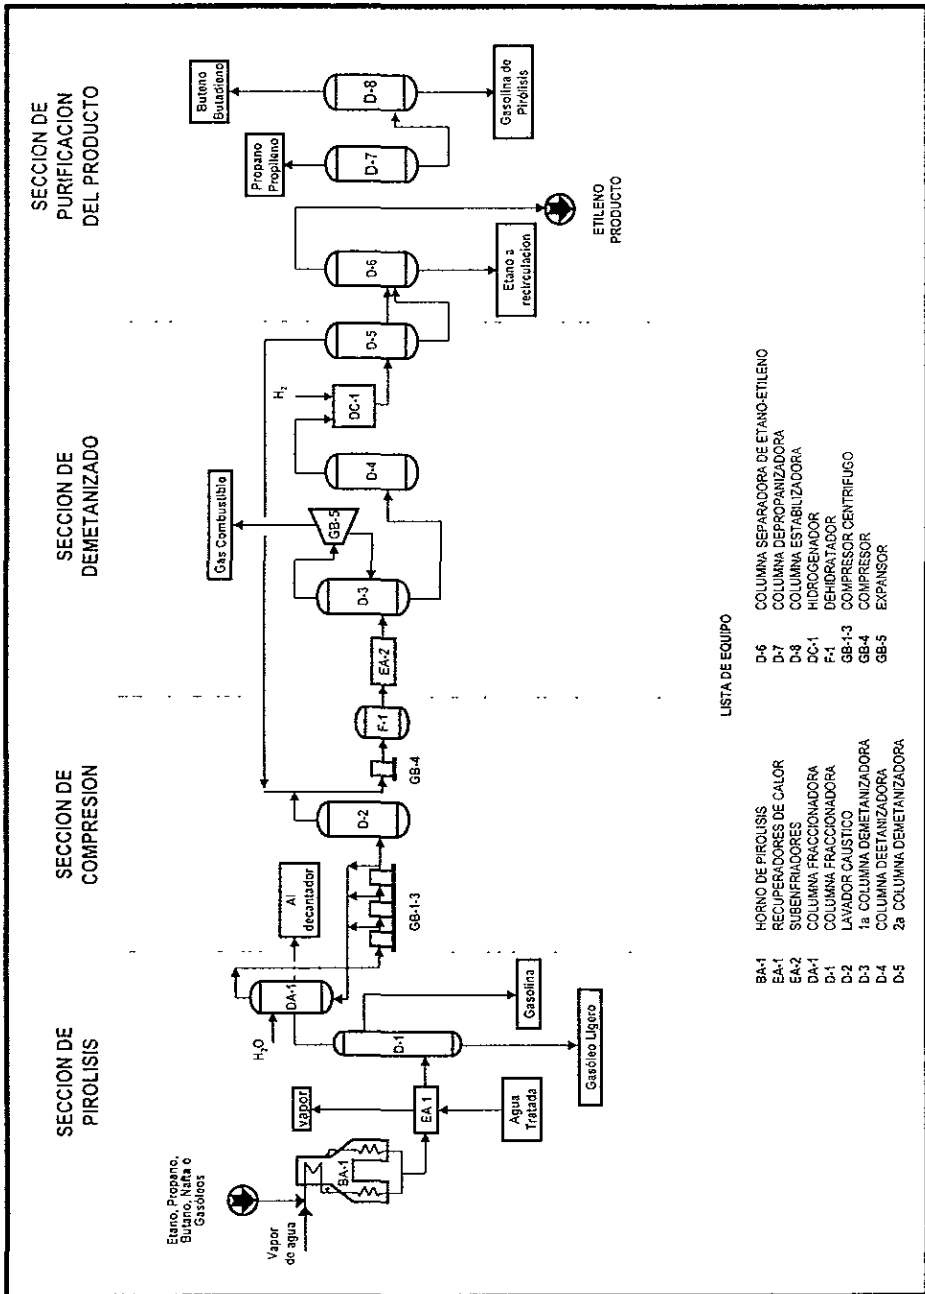 SECCION DE
PIROLISIS
SECCION DE
COMPRESION
SECCION DE
DEMETANIZADO
SECCION DE
PURIFICACION
DEL PRODUCTO
Etano, Propano,
Butano, Nafta o
Gasóleos
Vapor
de agua
BA-1
vapor
EA 1
Agua
Tratada
D-1
Gasolina
Gasóleo Ligero
H₂O
DA-1
Al
decantador
GB-1-3
D-2
GB-4
F-1
EA-2
D-3
GB-5
Gas Combustible
D-4
H₂
DC-1
D-5
D-6
Etano a
recirculacion
ETILENO
PRODUCTO
Propano
Propileno
D-7
Buteno
Butadieno
D-8
Gasolina de
Pirólisis
LISTA DE EQUIPO
BA-1 HORNO DE PIROLISIS
EA-1 RECUPERADORES DE CALOR
EA-2 SUBENFRIADORES
DA-1 COLUMNA FRACCIONADORA
D-1 COLUMNA FRACCIONADORA
D-2 LAVADOR CAUSTICO
D-3 1a COLUMNA DEMETANIZADORA
D-4 COLUMNA DEETANIZADORA
D-5 2a COLUMNA DEMETANIZADORA
D-6 COLUMNA SEPARADORA DE ETANO-ETILENO
D-7 COLUMNA DEPROPANIZADORA
D-8 COLUMNA ESTABILIZADORA
DC-1 HIDROGENADOR
F-1 DEHIDRATADOR
GB-1-3 COMPRESOR CENTRIFUGO
GB-4 COMPRESOR
GB-5 EXPANSOR